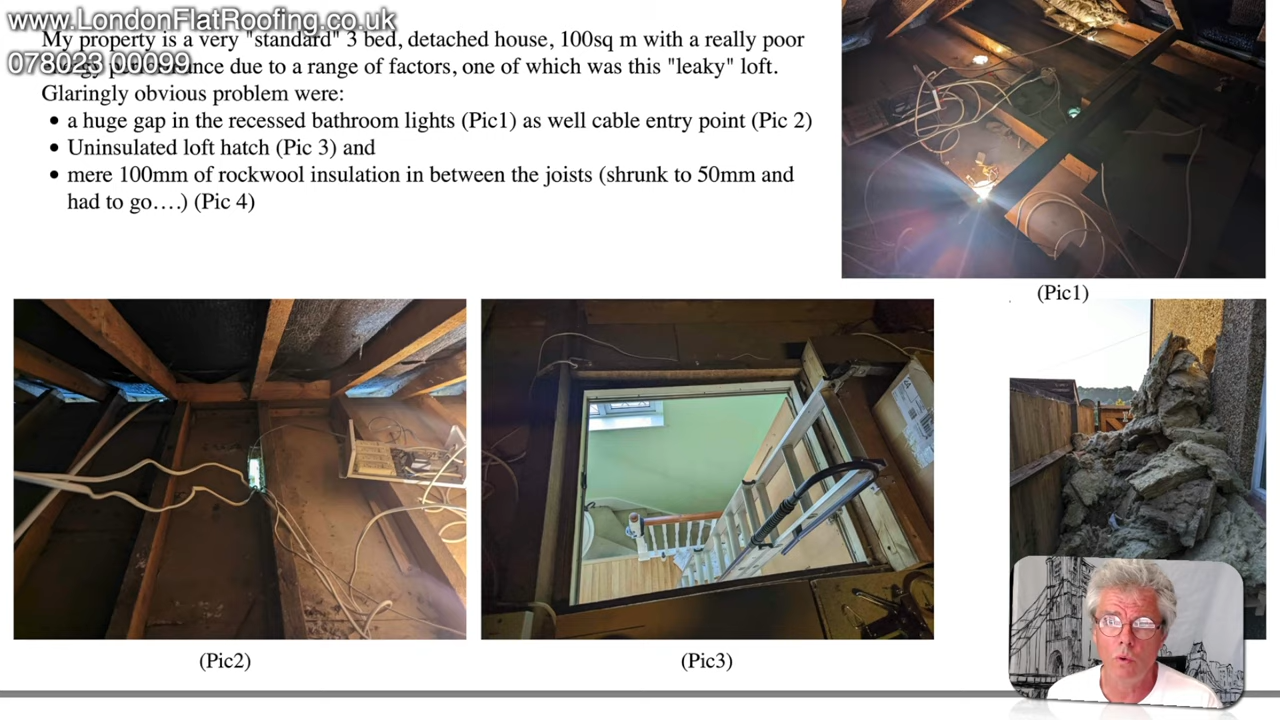 www.LondonFlatRoofing.co.uk
My property is a very "standard" 3 bed, detached house, 100sq m with a really poor
078023 00099
due to a range of factors, one of which was this "leaky" loft.
Glaringly obvious problem were:
• a huge gap in the recessed bathroom lights (Pic1) as well cable entry point (Pic 2)
• Uninsulated loft hatch (Pic 3) and
• mere 100mm of rockwool insulation in between the joists (shrunk to 50mm and
had to go….) (Pic 4)
(Pic1)
(Pic2)
(Pic3)